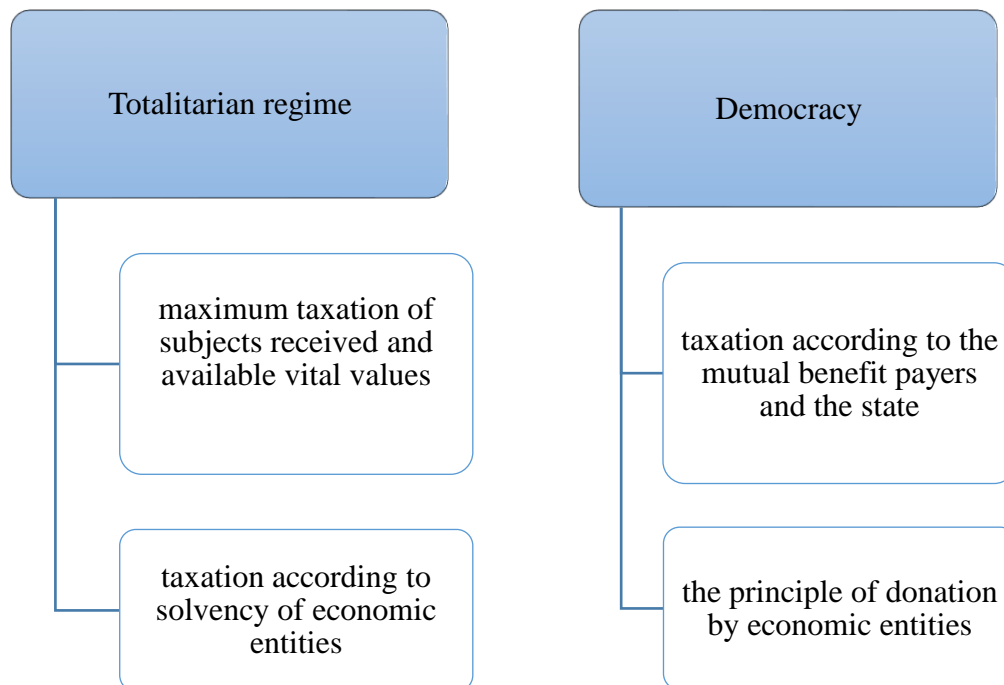 Totalitarian regime
maximum taxation of
subjects received and
available vital values
taxation according to
solvency of economic
entities
Democracy
taxation according to the
mutual benefit payers
and the state
the principle of donation
by economic entities